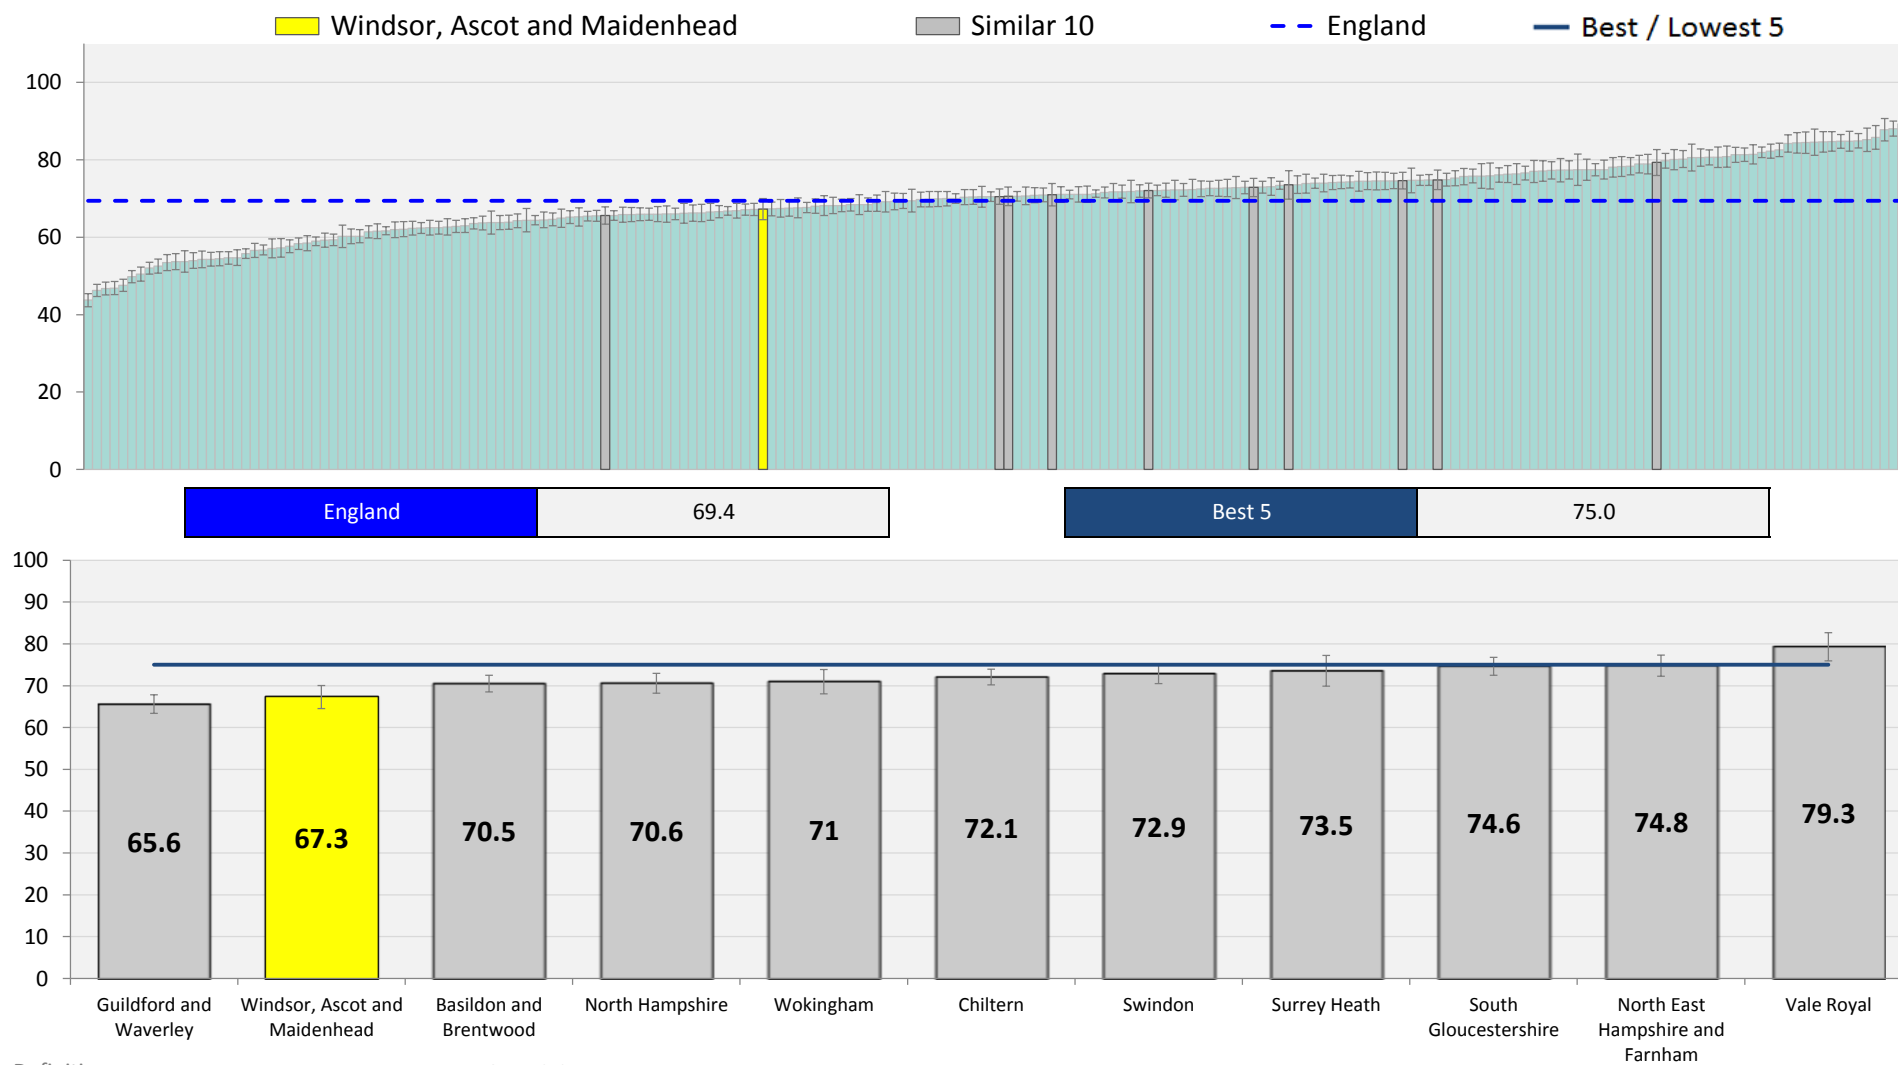 Windsor, Ascot and Maidenhead
Similar 10
England
Best / Lowest 5
100
80
60
40
20
0
England
69.4
Best 5
75.0
100
90
80
70
60
50
40
30
20
10
0
65.6
67.3
70.5
70.6
71
72.1
72.9
73.5
74.6
74.8
79.3
Guildford and
Waverley
Windsor, Ascot and
Maidenhead
Basildon and
Brentwood
North Hampshire
Wokingham
Chiltern
Swindon
Surrey Heath
South
Gloucestershire
North East
Hampshire and
Farnham
Vale Royal